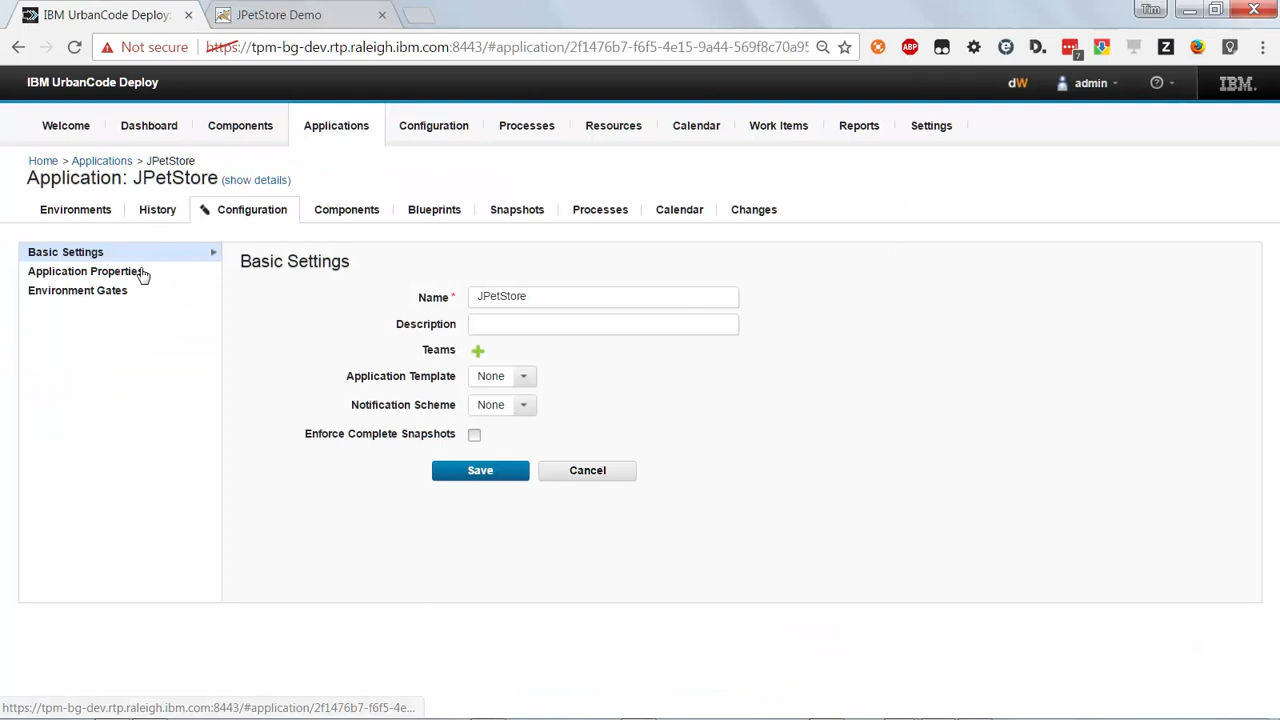 IBM UrbanCode Deploy:
JPetStore Demo
Tim
Not secure
https://tpm-bg-dev.rtp.raleigh.ibm.com:8443/#application/2f1476b7-f6f5-4e15-9a44-569f8c70a95
ABP
D.
7
Z
IBM UrbanCode Deploy
dW
admin
?
IBM.
Welcome
Dashboard
Components
Applications
Configuration
Processes
Resources
Calendar
Work Items
Reports
Settings
Home > Applications > JPetStore
Application: JPetStore (show details)
Environments
History
Configuration
Components
Blueprints
Snapshots
Processes
Calendar
Changes
Basic Settings
Application Properties
Environment Gates
Basic Settings
Name * JPetStore
Description
Teams
Application Template None
Notification Scheme None
Enforce Complete Snapshots
Save
Cancel
https://tpm-bg-dev.rtp.raleigh.ibm.com:8443/#application/2f1476b7-f6f5-4e...